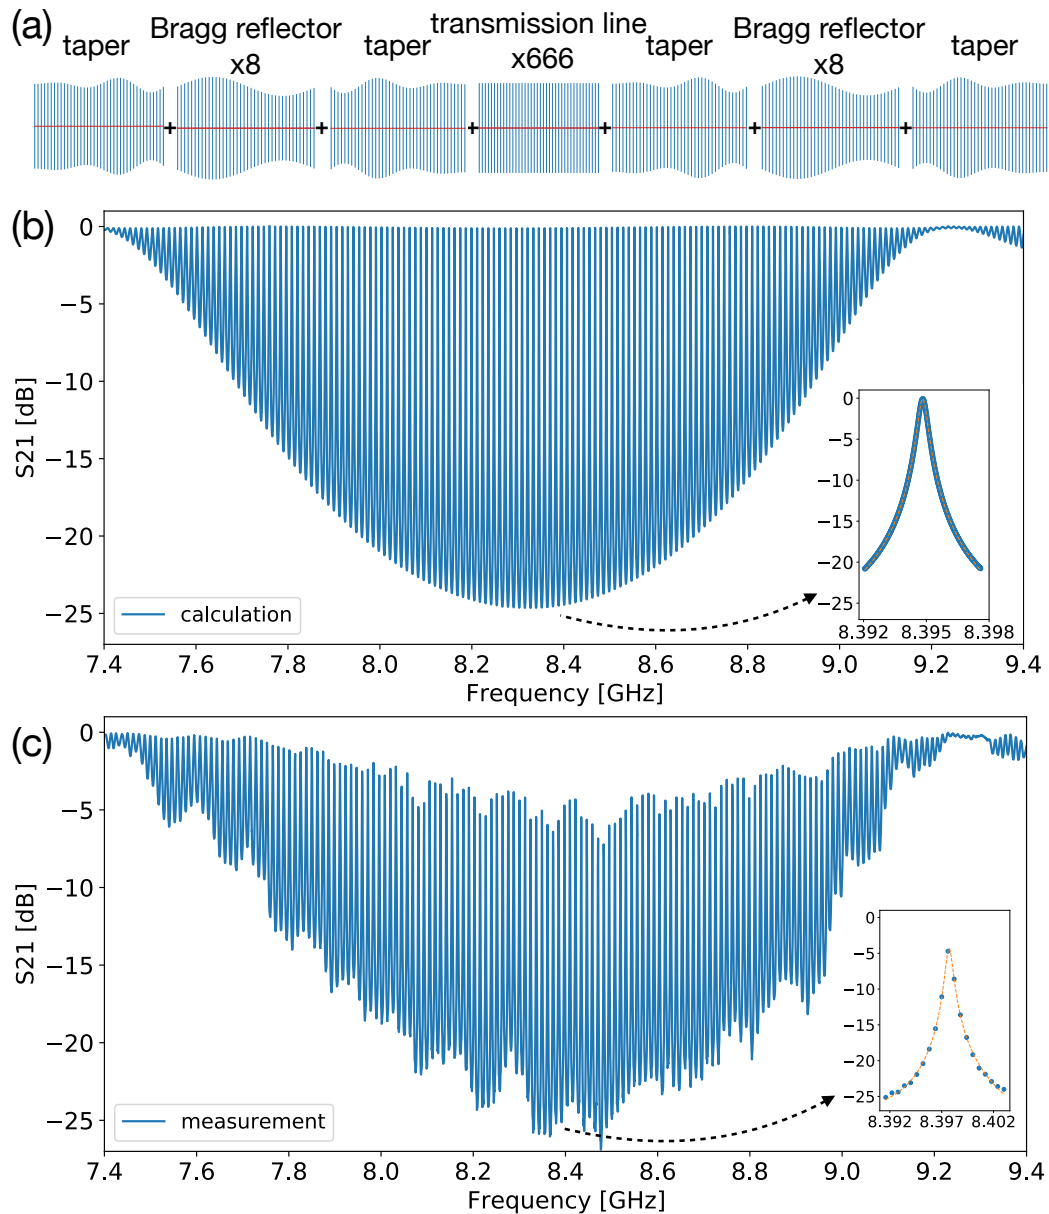 (a)
taper
Bragg reflector
x8
taper
transmission line
x666
taper
Bragg reflector
x8
taper
+ + + + + +
(b)
S21 [dB]
0
−5
−10
−15
−20
−25
calculation
0
−5
−10
−15
−20
−25
8.392 8.395 8.398
7.4 7.6 7.8 8.0 8.2 8.4 8.6 8.8 9.0 9.2 9.4
Frequency [GHz]
(c)
S21 [dB]
0
−5
−10
−15
−20
−25
measurement
0
−5
−10
−15
−20
−25
8.392 8.397 8.402
7.4 7.6 7.8 8.0 8.2 8.4 8.6 8.8 9.0 9.2 9.4
Frequency [GHz]